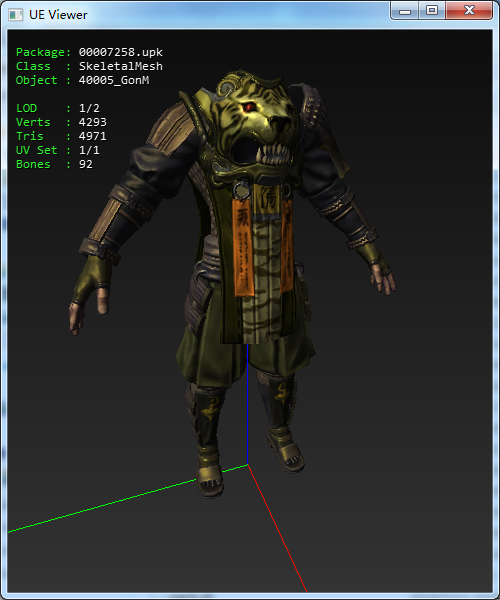 UE Viewer
Package: 00007258.upk
Class : SkeletalMesh
Object : 40005_GonM
LOD : 1/2
Verts : 4293
Tris : 4971
UV Set : 1/1
Bones : 92